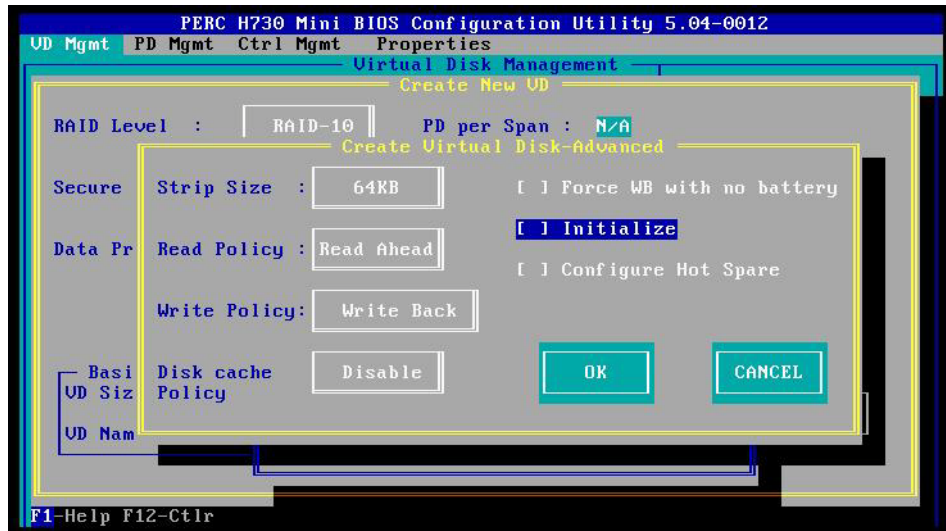 PERC H730 Mini BIOS Configuration Utility 5.04-0012
VD Mgmt PD Mgmt Ctrl Mgmt Properties
Virtual Disk Management
Create New VD
RAID Level : RAID-10 PD per Span : N/A
Create Virtual Disk-Advanced
Secure Strip Size : 64KB [ ] Force WB with no battery
[ ] Initialize
Data Pr Read Policy : Read Ahead
[ ] Configure Hot Spare
Write Policy: Write Back
Basi Disk cache Disable OK CANCEL
VD Siz Policy
VD Nam
F1-Help F12-Ctlr